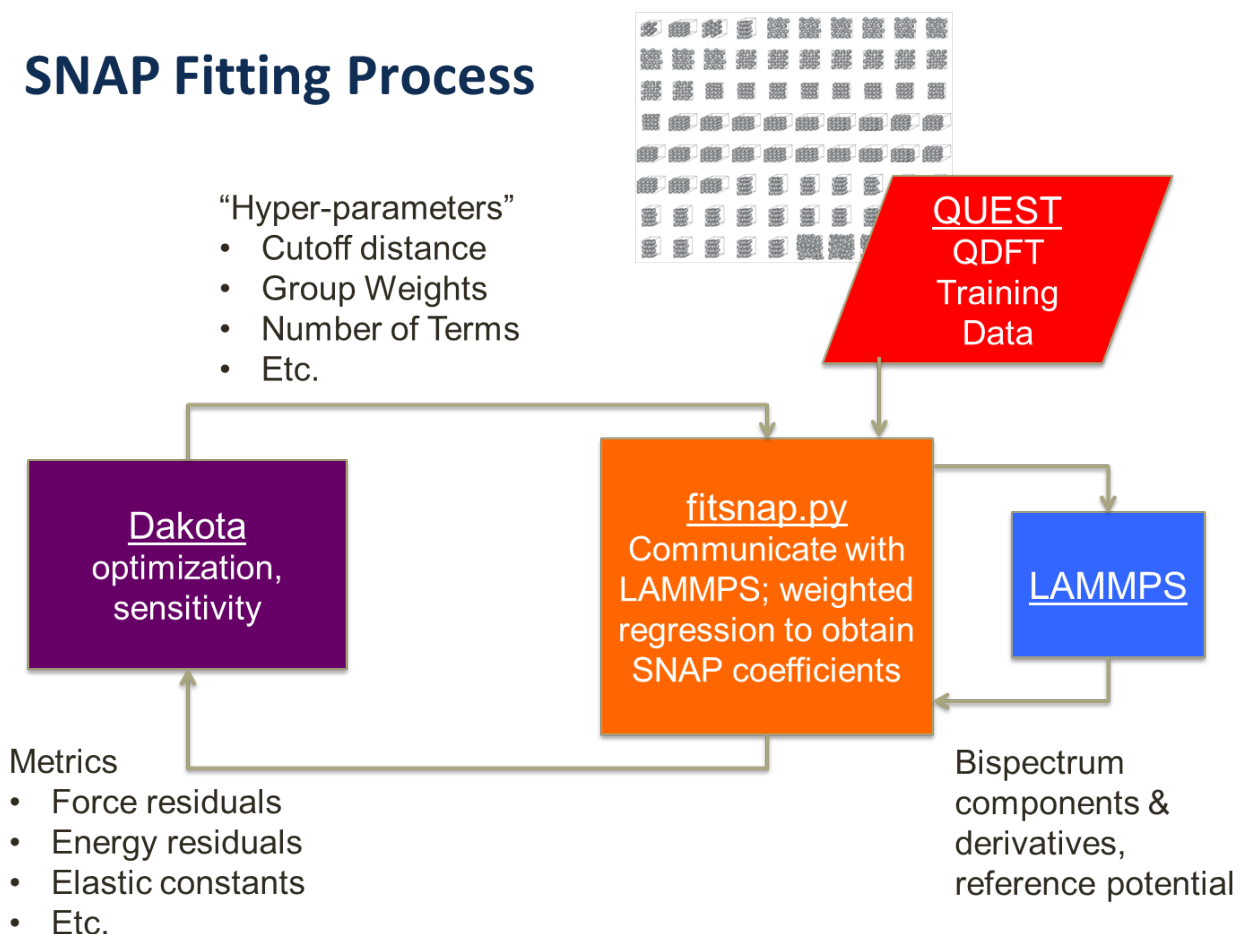 SNAP Fitting Process
“Hyper-parameters”
• Cutoff distance
• Group Weights
• Number of Terms
• Etc.
QUEST
QDFT
Training
Data
Dakota
optimization,
sensitivity
fitsnap.py
Communicate with
LAMMPS; weighted
regression to obtain
SNAP coefficients
LAMMPS
Metrics
• Force residuals
• Energy residuals
• Elastic constants
• Etc.
Bispectrum
components &
derivatives,
reference potential